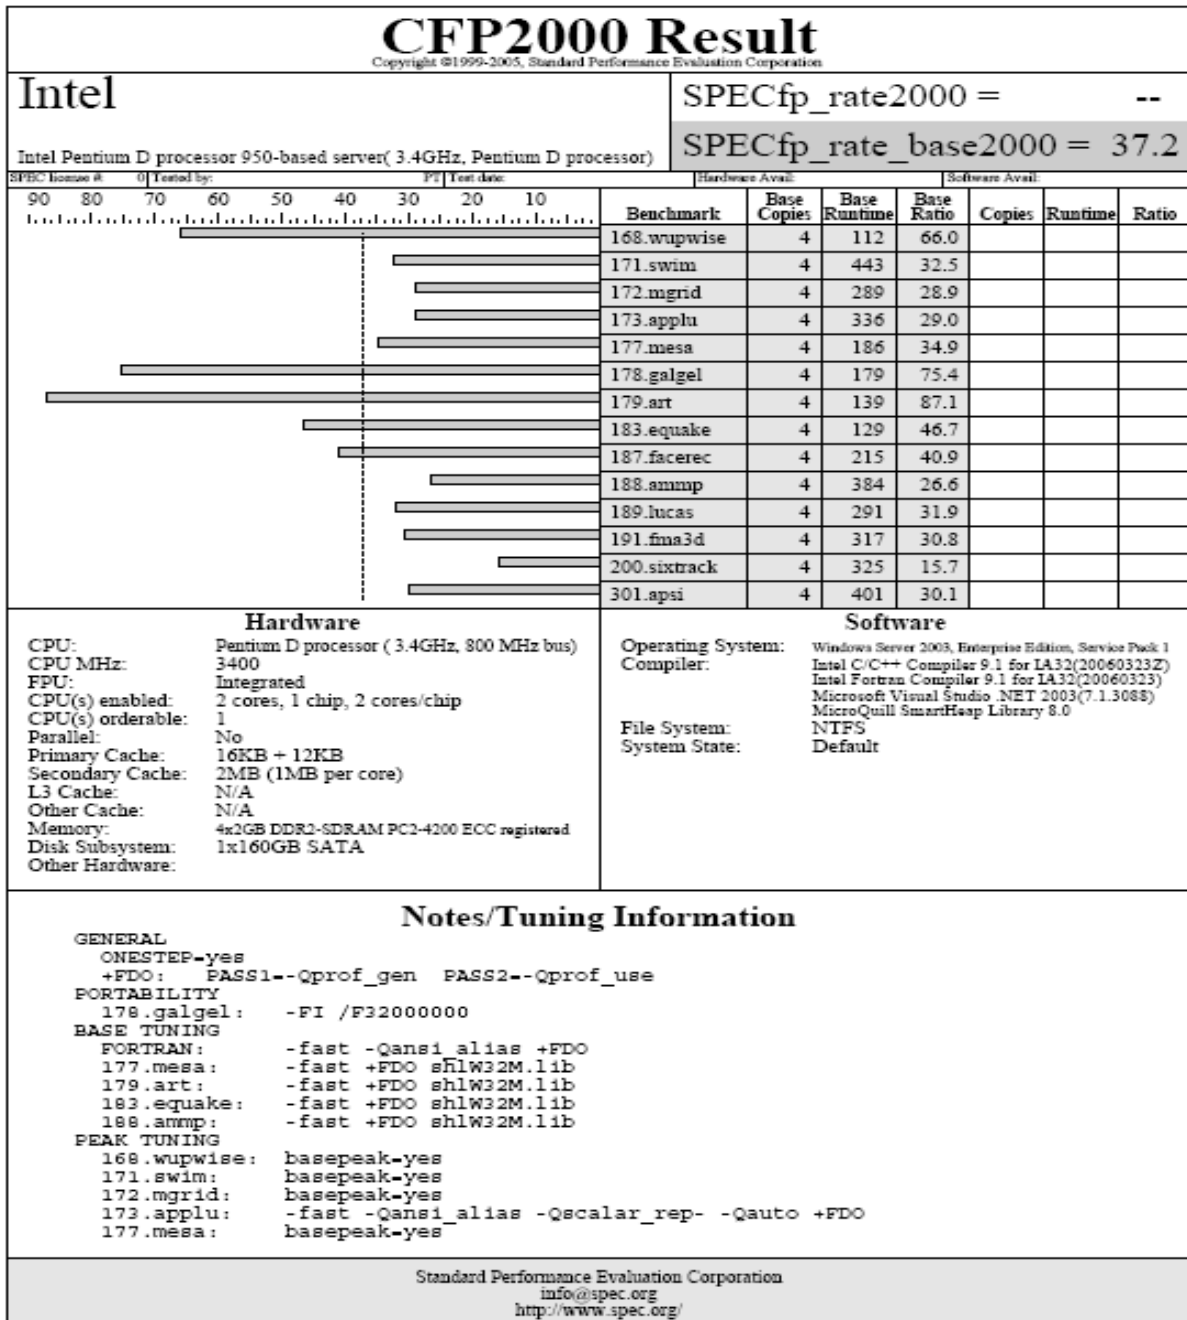 CFP2000 Result
Copyright ©1999-2005, Standard Performance Evaluation Corporation
Intel
Intel Pentium D processor 950-based server( 3.4GHz, Pentium D processor)
SPECfp_rate2000 = --
SPECfp_rate_base2000 = 37.2
SPEC license #: 0 Tested by: PT Test date: Hardware Avail: Software Avail:
90 80 70 60 50 40 30 20 10
Benchmark Base Copies Base Runtime Base Ratio Copies Runtime Ratio
168.wupwise 4 112 66.0
171.swim 4 443 32.5
172.mgrid 4 289 28.9
173.applu 4 336 29.0
177.mesa 4 186 34.9
178.galgel 4 179 75.4
179.art 4 139 87.1
183.equake 4 129 46.7
187.facerec 4 215 40.9
188.ammp 4 384 26.6
189.lucas 4 291 31.9
191.fma3d 4 317 30.8
200.sixtrack 4 325 15.7
301.apsi 4 401 30.1
Hardware
CPU: Pentium D processor ( 3.4GHz, 800 MHz bus)
CPU MHz: 3400
FPU: Integrated
CPU(s) enabled: 2 cores, 1 chip, 2 cores/chip
CPU(s) orderable: 1
Parallel: No
Primary Cache: 16KB + 12KB
Secondary Cache: 2MB (1MB per core)
L3 Cache: N/A
Other Cache: N/A
Memory: 4x2GB DDR2-SDRAM PC2-4200 ECC registered
Disk Subsystem: 1x160GB SATA
Other Hardware:
Software
Operating System: Windows Server 2003, Enterprise Edition, Service Pack 1
Compiler: Intel C/C++ Compiler 9.1 for IA32(20060323Z)
Intel Fortran Compiler 9.1 for IA32(20060323)
Microsoft Visual Studio .NET 2003(7.1.3088)
MicroQuill SmartHeap Library 8.0
File System: NTFS
System State: Default
Notes/Tuning Information
GENERAL
ONESTEP=yes
+FDO: PASS1=-Qprof_gen PASS2=-Qprof_use
PORTABILITY
178.galgel: -FI /F32000000
BASE TUNING
FORTRAN: -fast -Qansi_alias +FDO
177.mesa: -fast +FDO shlW32M.lib
179.art: -fast +FDO shlW32M.lib
183.equake: -fast +FDO shlW32M.lib
188.ammp: -fast +FDO shlW32M.lib
PEAK TUNING
168.wupwise: basepeak=yes
171.swim: basepeak=yes
172.mgrid: basepeak=yes
173.applu: -fast -Qansi_alias -Qscalar_rep- -Qauto +FDO
177.mesa: basepeak=yes
Standard Performance Evaluation Corporation
info@spec.org
http://www.spec.org/